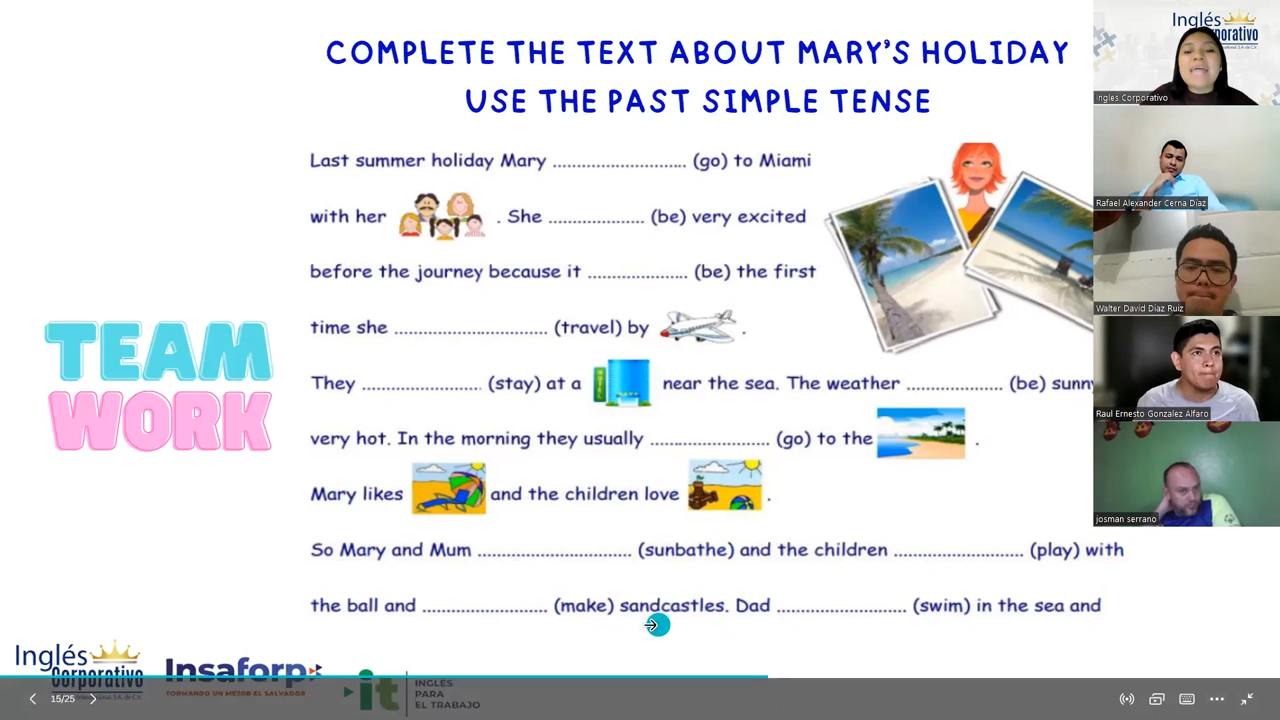 COMPLETE THE TEXT ABOUT MARY'S HOLIDAY
USE THE PAST SIMPLE TENSE
Last summer holiday Mary ........................... (go) to Miami
with her . She .................... (be) very excited
before the journey because it .................... (be) the first
time she ............................... (travel) by .
They ........................ (stay) at a HOTEL near the sea. The weather .................... (be) sunny
very hot. In the morning they usually ........................ (go) to the .
Mary likes and the children love .
So Mary and Mum ............................... (sunbathe) and the children .......................... (play) with
the ball and ......................... (make) sandcastles. Dad .......................... (swim) in the sea and
TEAM
WORK
Inglés
Corporativo
Insaforp
FORMANDO UN MEJOR EL SALVADOR
it
INGLÉS
PARA
EL TRABAJO
15/25
Inglés
Corporativo
Ingles Corporativo
Rafael Alexander Cerna Diaz
Walter David Diaz Ruiz
Raul Ernesto Gonzalez Alfaro
josman serrano